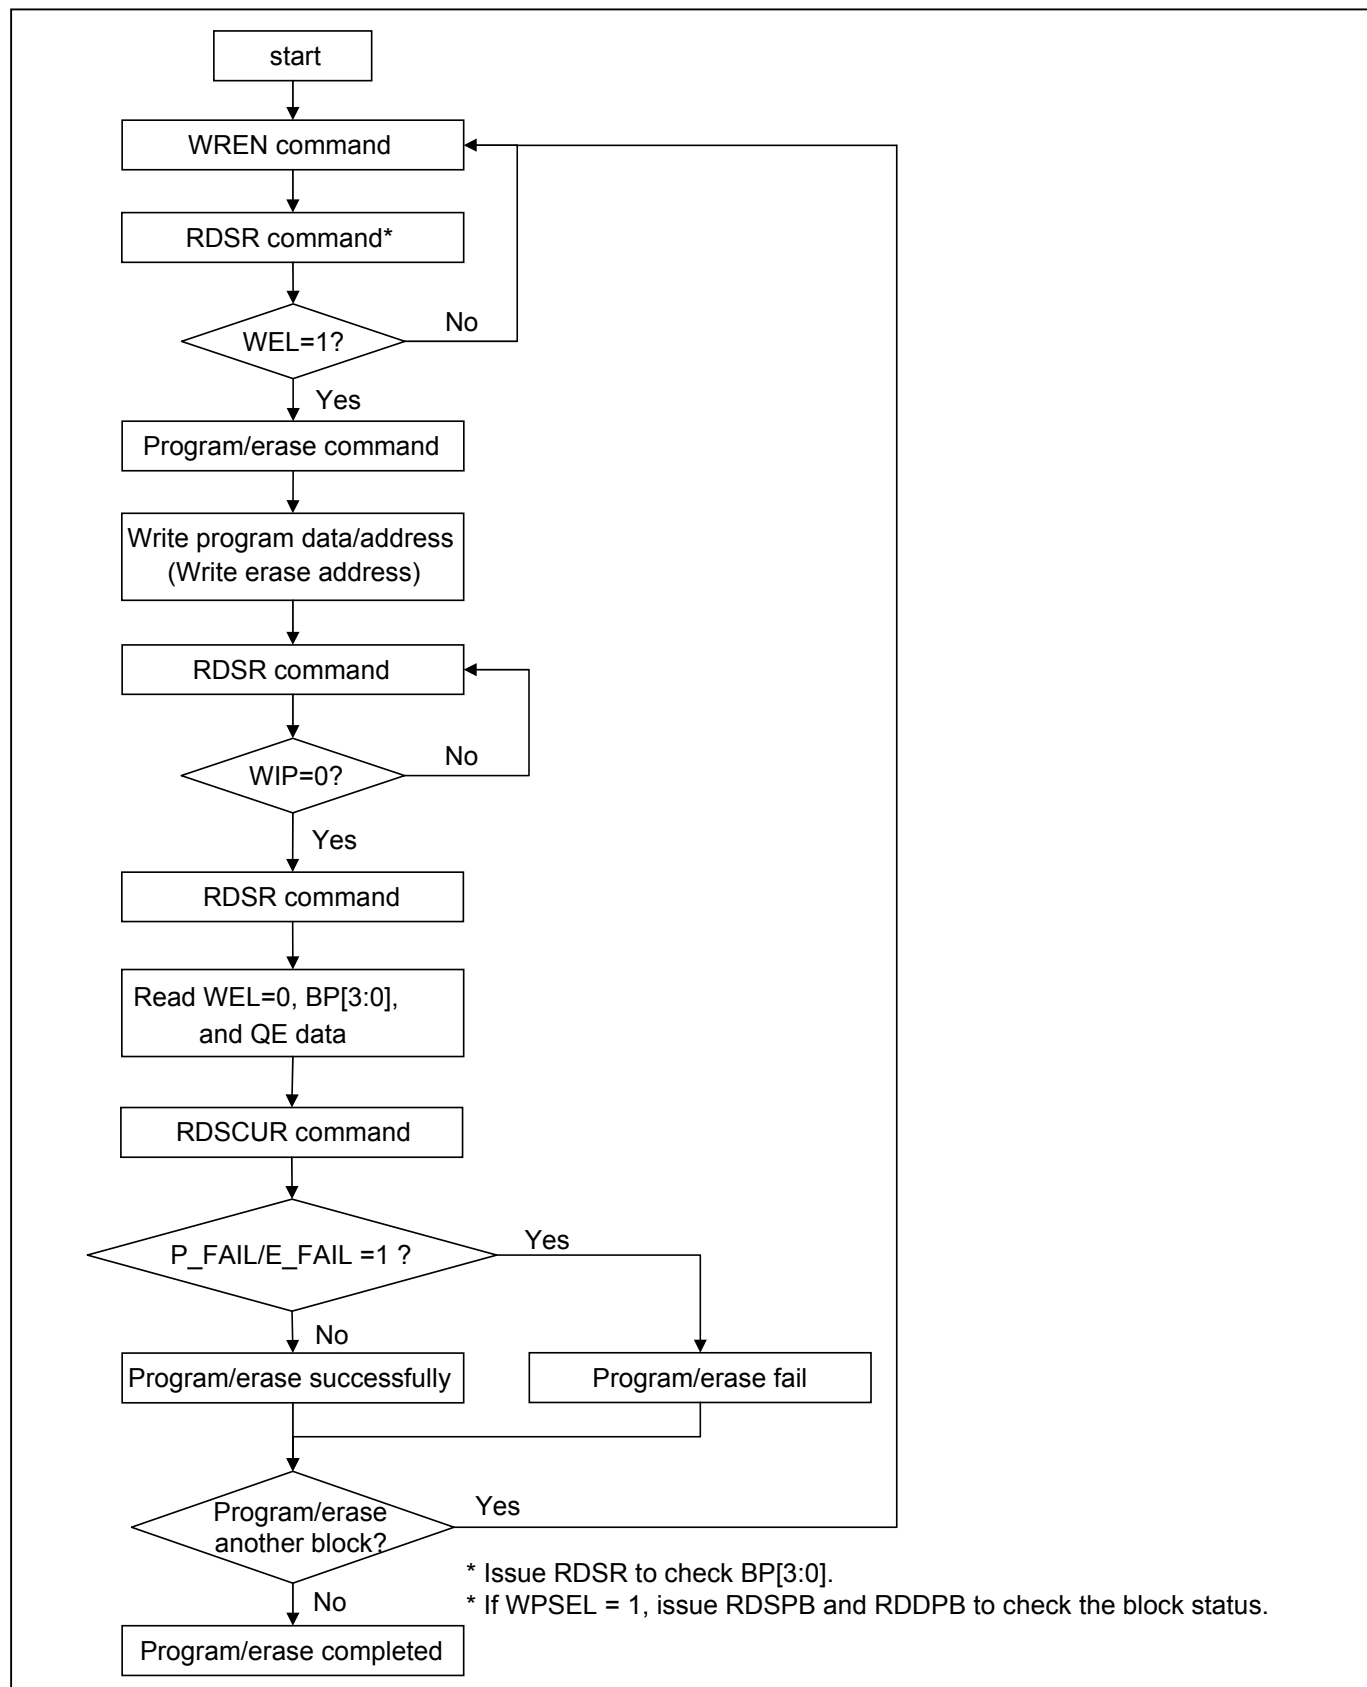 start
WREN command
RDSR command*
WEL=1?
No
Yes
Program/erase command
Write program data/address
(Write erase address)
RDSR command
WIP=0?
No
Yes
RDSR command
Read WEL=0, BP[3:0],
and QE data
RDSCUR command
P_FAIL/E_FAIL =1 ?
Yes
No
Program/erase successfully
Program/erase fail
Program/erase
another block?
Yes
No
* Issue RDSR to check BP[3:0].
* If WPSEL = 1, issue RDSPB and RDDPB to check the block status.
Program/erase completed